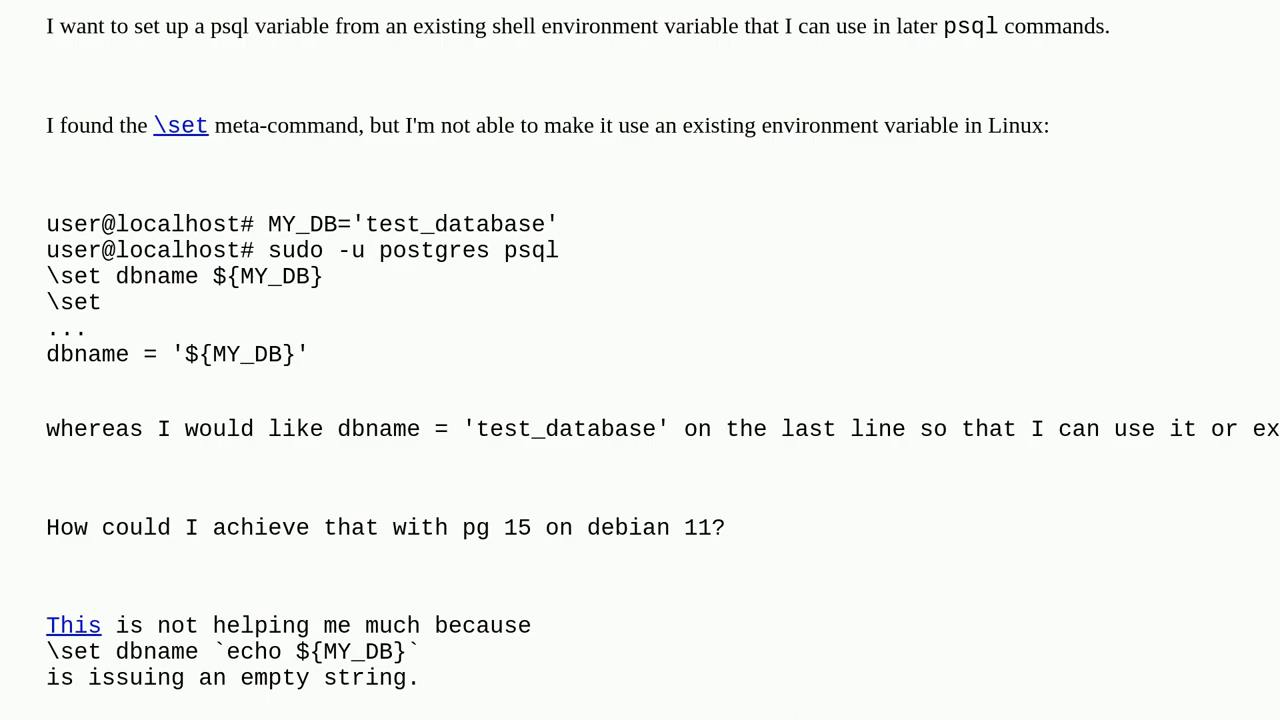 I want to set up a psql variable from an existing shell environment variable that I can use in later psql commands.
I found the \set meta-command, but I'm not able to make it use an existing environment variable in Linux:
user@localhost# MY_DB='test_database'
user@localhost# sudo -u postgres psql
\set dbname ${MY_DB}
\set
...
dbname = '${MY_DB}'
whereas I would like dbname = 'test_database' on the last line so that I can use it or ex
How could I achieve that with pg 15 on debian 11?
This is not helping me much because
\set dbname `echo ${MY_DB}`
is issuing an empty string.